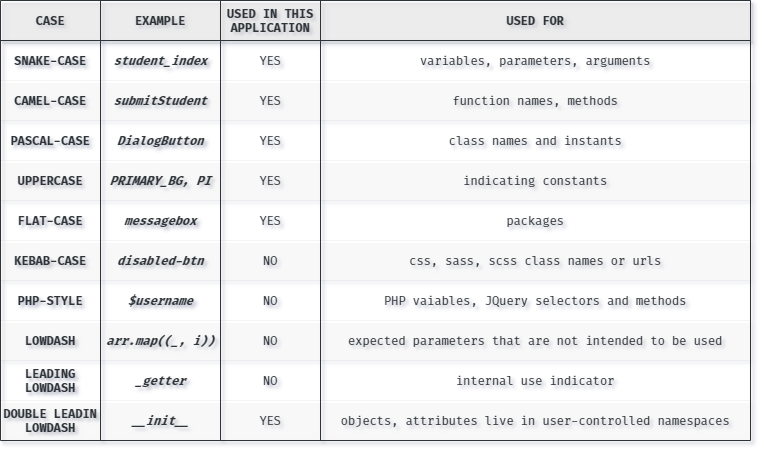 CASE EXAMPLE USED IN THIS APPLICATION USED FOR
SNAKE-CASE student_index YES variables, parameters, arguments
CAMEL-CASE submitStudent YES function names, methods
PASCAL-CASE DialogButton YES class names and instants
UPPERCASE PRIMARY_BG, PI YES indicating constants
FLAT-CASE messagebox YES packages
KEBAB-CASE disabled-btn NO css, sass, scss class names or urls
PHP-STYLE $username NO PHP vaiables, JQuery selectors and methods
LOWDASH arr.map((_, i)) NO expected parameters that are not intended to be used
LEADING LOWDASH _getter NO internal use indicator
DOUBLE LEADIN LOWDASH __init__ YES objects, attributes live in user-controlled namespaces